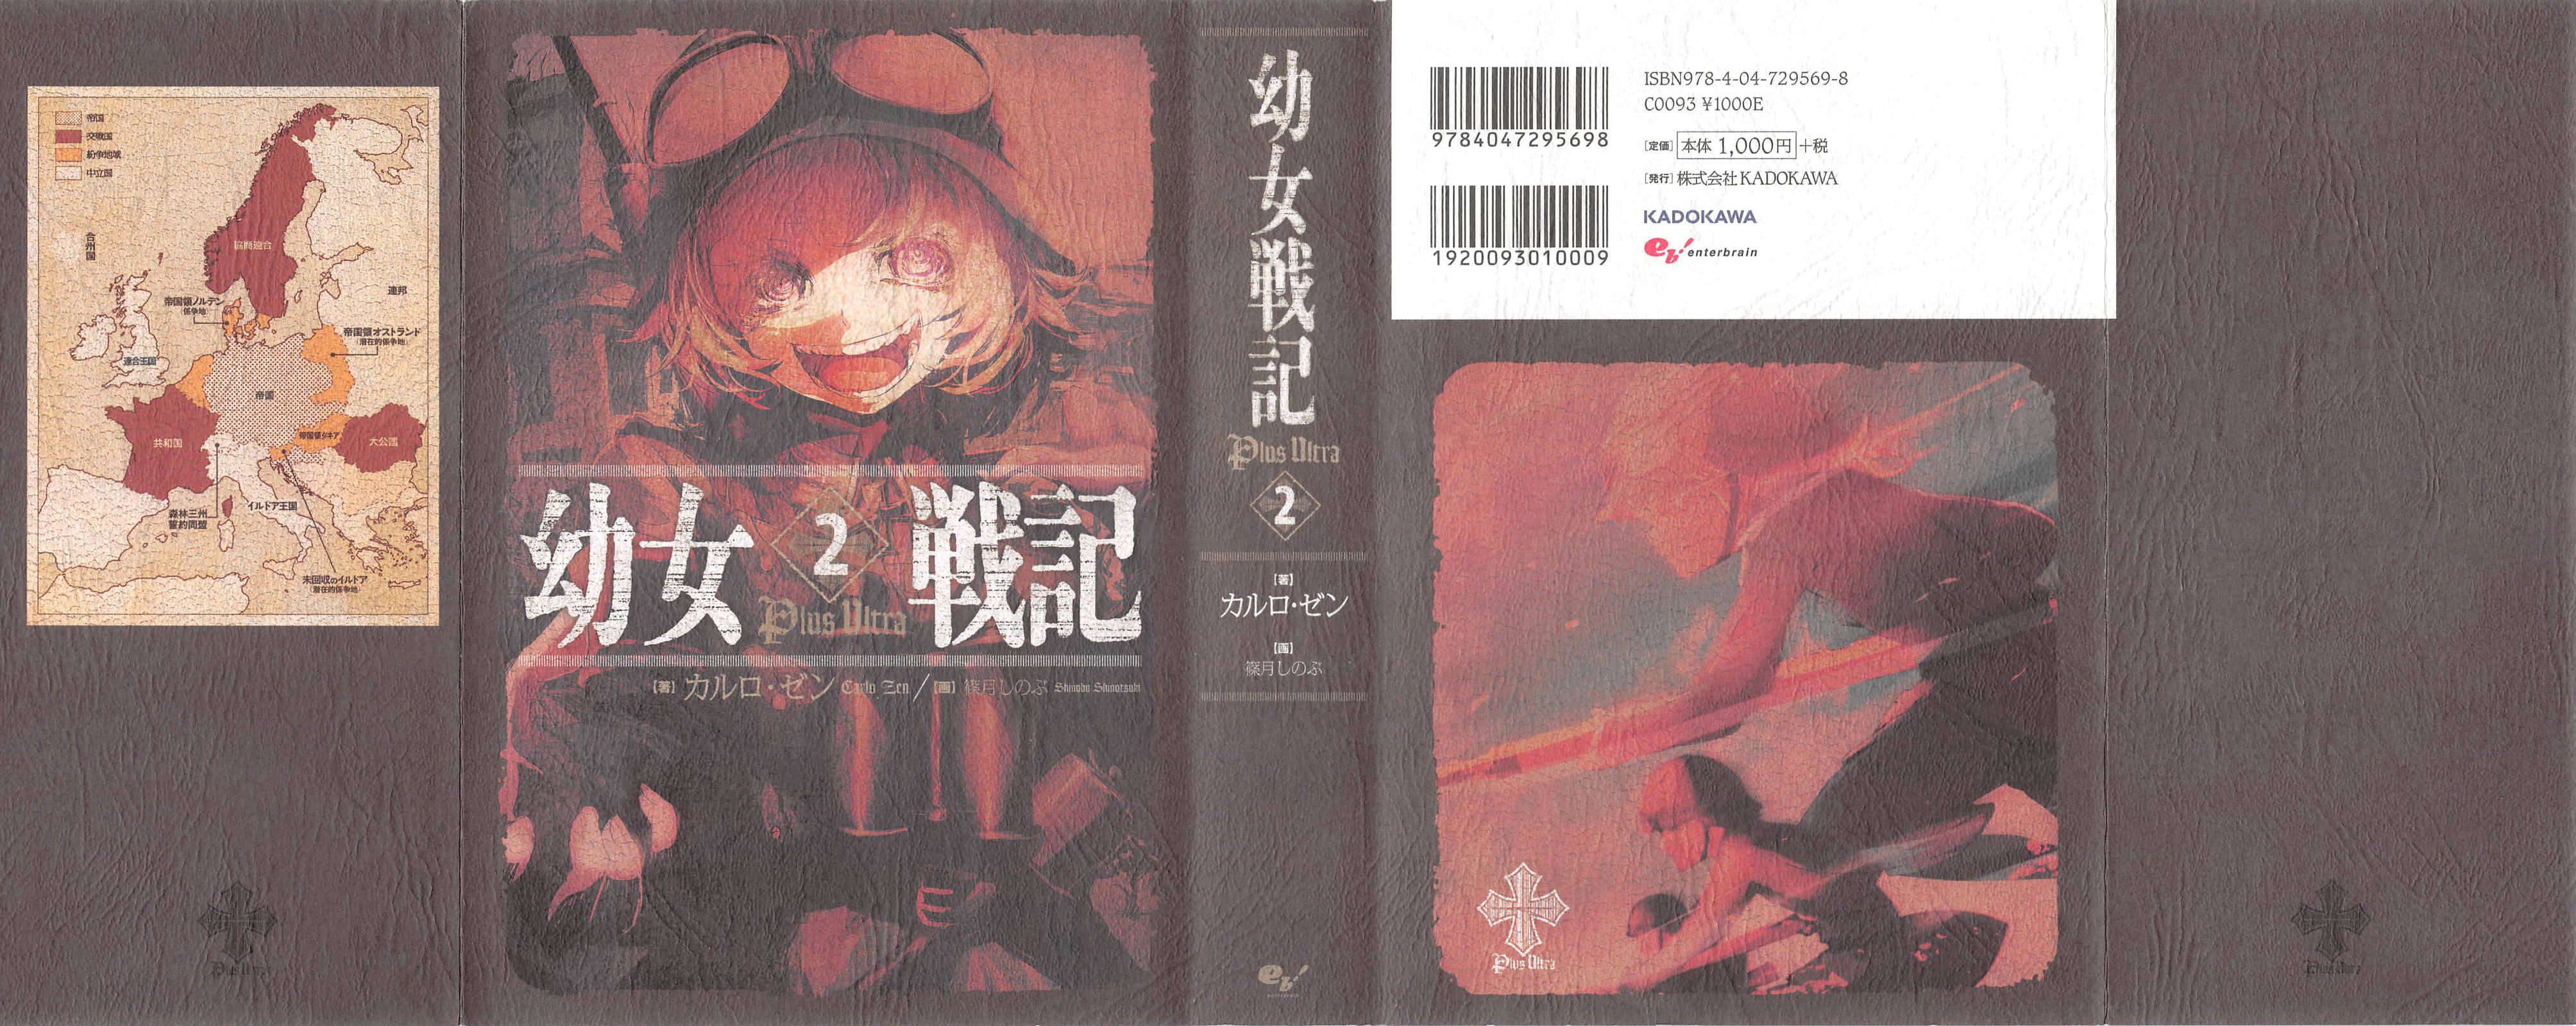 帝国
交戦国
紛争地域
中立国
合州国
協商連合
連邦
帝国領ノルデン
(係争地)
帝国領オストランド
(潜在的係争地)
連合王国
帝国
共和国
帝国領ダキア
大公国
森林三州
誓約同盟
イルドア王国
未回収のイルドア
(潜在的係争地)
Plus Ultra
幼女戦記
2
Plus Ultra
【著】カルロ・ゼン Carlo Zen/【画】篠月しのぶ Shinobu Shinotsuki
幼女戦記
Plus Ultra
2
【著】
カルロ・ゼン
【画】
篠月しのぶ
eb!
enterbrain
9784047295698
1920093010009
ISBN978-4-04-729569-8
C0093 ¥1000E
[定価] 本体 1,000円+税
[発行] 株式会社KADOKAWA
KADOKAWA
eb! enterbrain
Plus Ultra
Plus Ultra